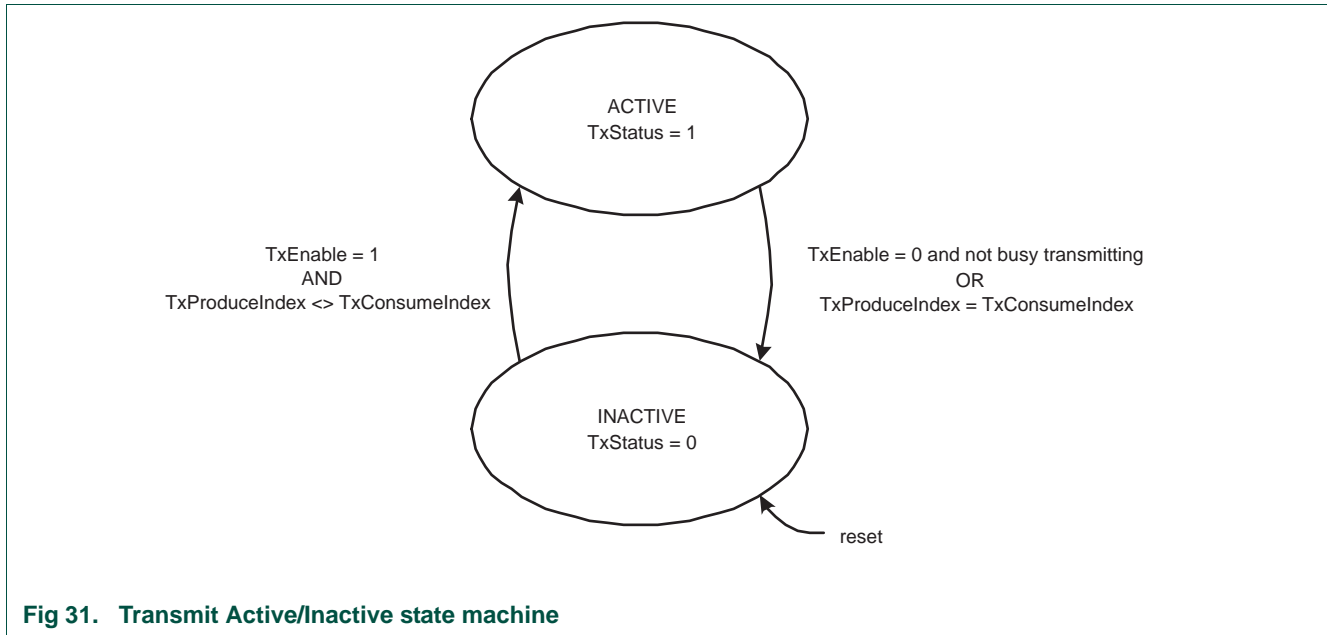 ACTIVE
TxStatus = 1
TxEnable = 1
AND
TxProduceIndex <> TxConsumeIndex
TxEnable = 0 and not busy transmitting
OR
TxProduceIndex = TxConsumeIndex
INACTIVE
TxStatus = 0
reset
Fig 31. Transmit Active/Inactive state machine